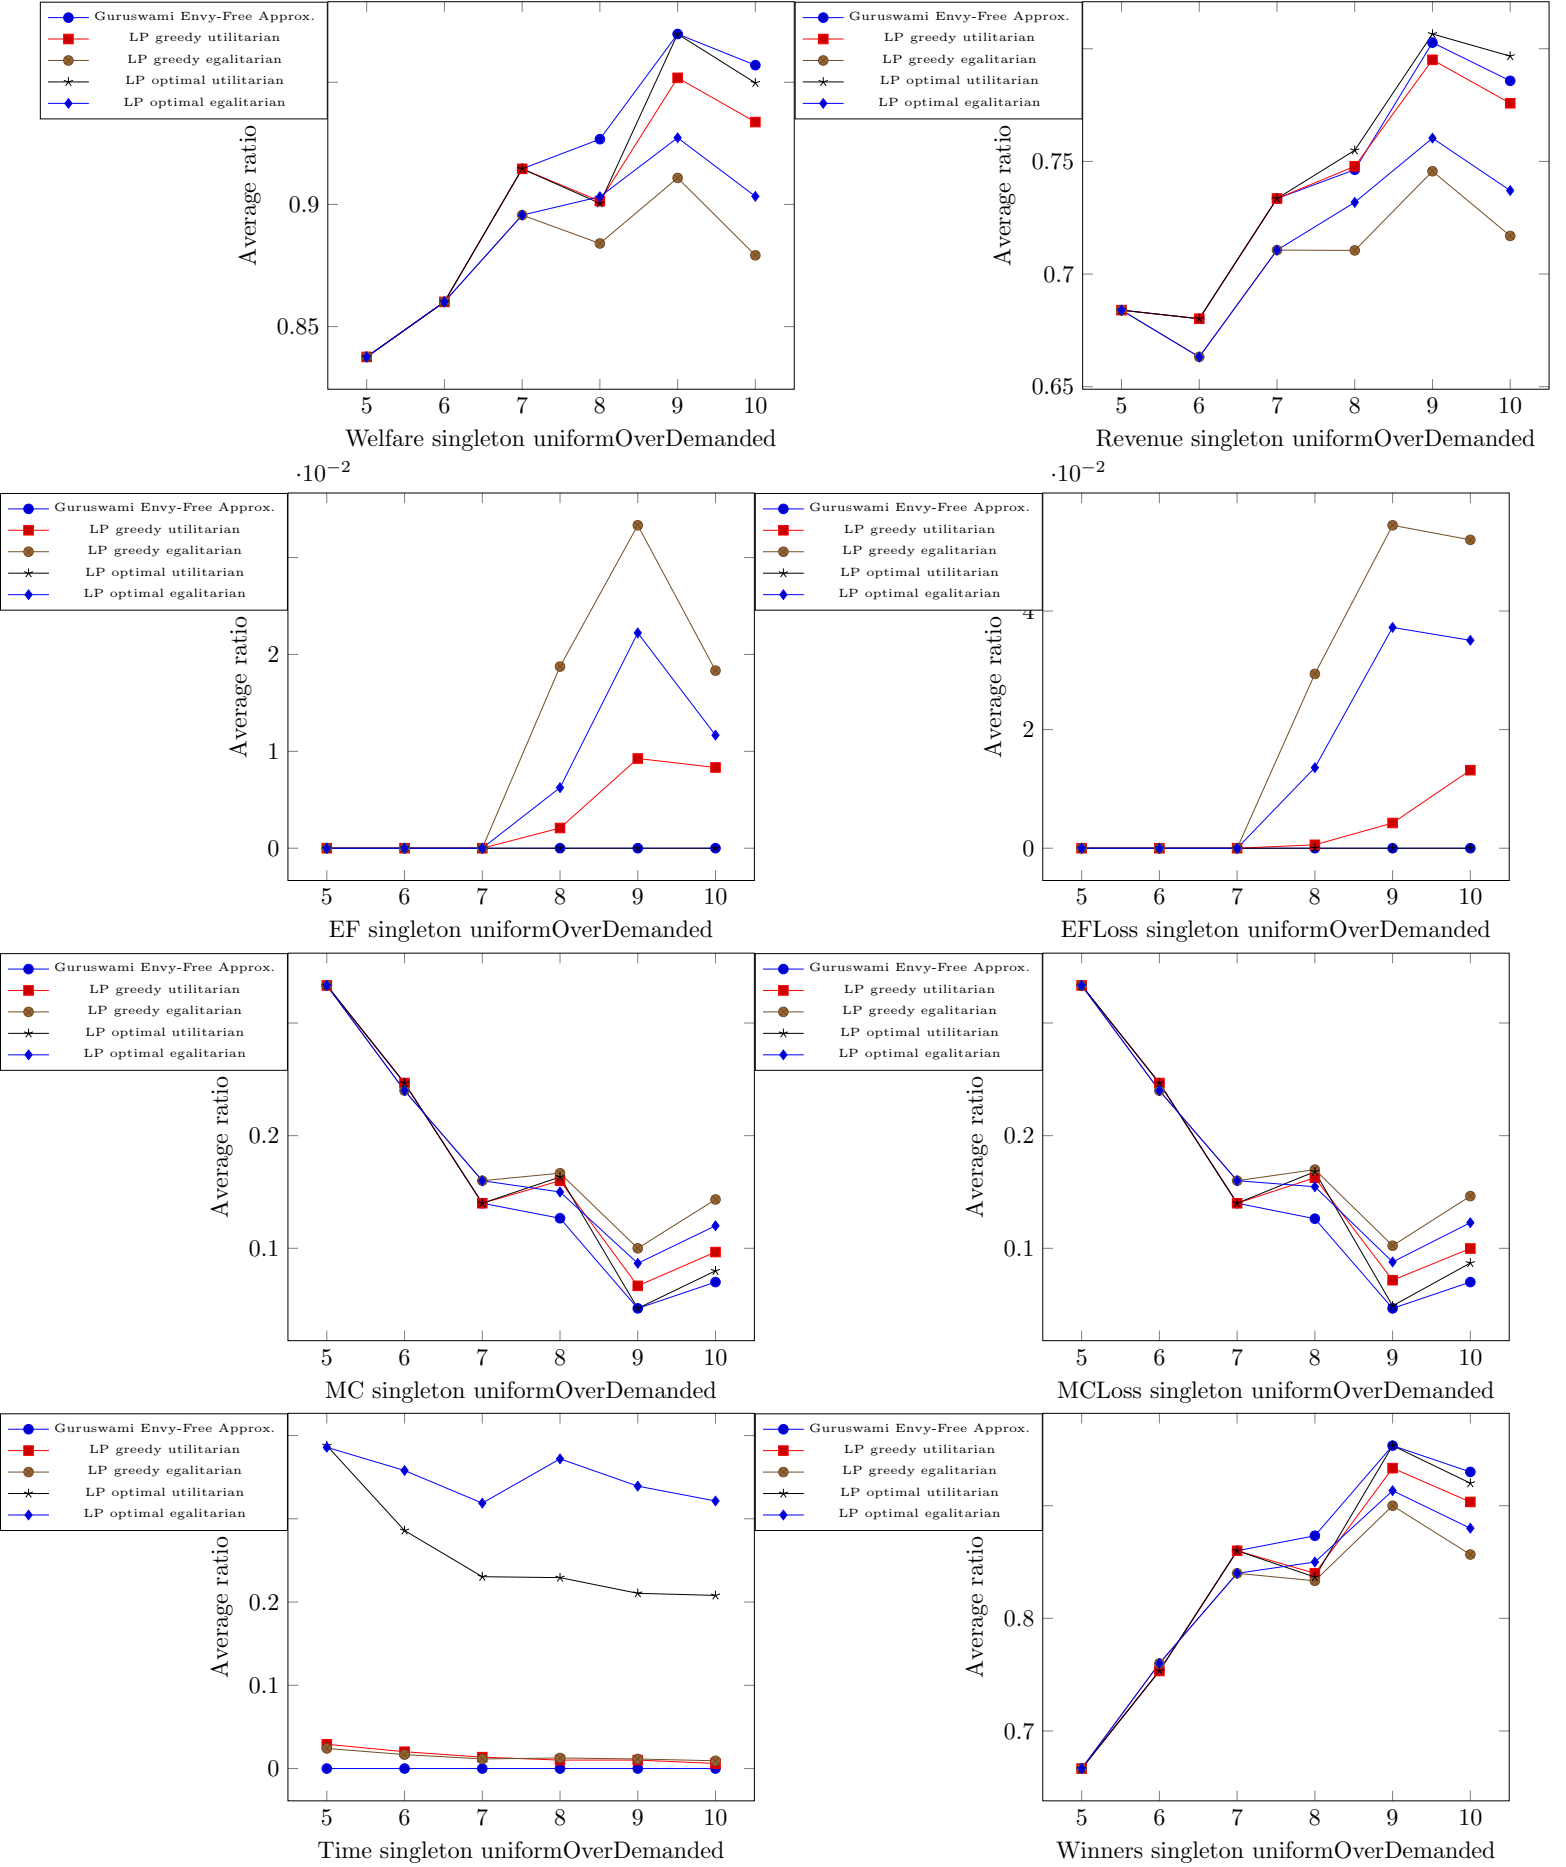 Guruswami Envy-Free Approx.
LP greedy utilitarian
LP greedy egalitarian
LP optimal utilitarian
LP optimal egalitarian
Average ratio
0.9
0.85
5 6 7 8 9 10
Welfare singleton uniformOverDemanded
Guruswami Envy-Free Approx.
LP greedy utilitarian
LP greedy egalitarian
LP optimal utilitarian
LP optimal egalitarian
Average ratio
0.75
0.7
0.65
5 6 7 8 9 10
Revenue singleton uniformOverDemanded
·10−2
Guruswami Envy-Free Approx.
LP greedy utilitarian
LP greedy egalitarian
LP optimal utilitarian
LP optimal egalitarian
Average ratio
2
1
0
5 6 7 8 9 10
EF singleton uniformOverDemanded
·10−2
Guruswami Envy-Free Approx.
LP greedy utilitarian
LP greedy egalitarian
LP optimal utilitarian
LP optimal egalitarian
Average ratio
4
2
0
5 6 7 8 9 10
EFLoss singleton uniformOverDemanded
Guruswami Envy-Free Approx.
LP greedy utilitarian
LP greedy egalitarian
LP optimal utilitarian
LP optimal egalitarian
Average ratio
0.2
0.1
5 6 7 8 9 10
MC singleton uniformOverDemanded
Guruswami Envy-Free Approx.
LP greedy utilitarian
LP greedy egalitarian
LP optimal utilitarian
LP optimal egalitarian
Average ratio
0.2
0.1
5 6 7 8 9 10
MCLoss singleton uniformOverDemanded
Guruswami Envy-Free Approx.
LP greedy utilitarian
LP greedy egalitarian
LP optimal utilitarian
LP optimal egalitarian
Average ratio
0.2
0.1
0
5 6 7 8 9 10
Time singleton uniformOverDemanded
Guruswami Envy-Free Approx.
LP greedy utilitarian
LP greedy egalitarian
LP optimal utilitarian
LP optimal egalitarian
Average ratio
0.8
0.7
5 6 7 8 9 10
Winners singleton uniformOverDemanded